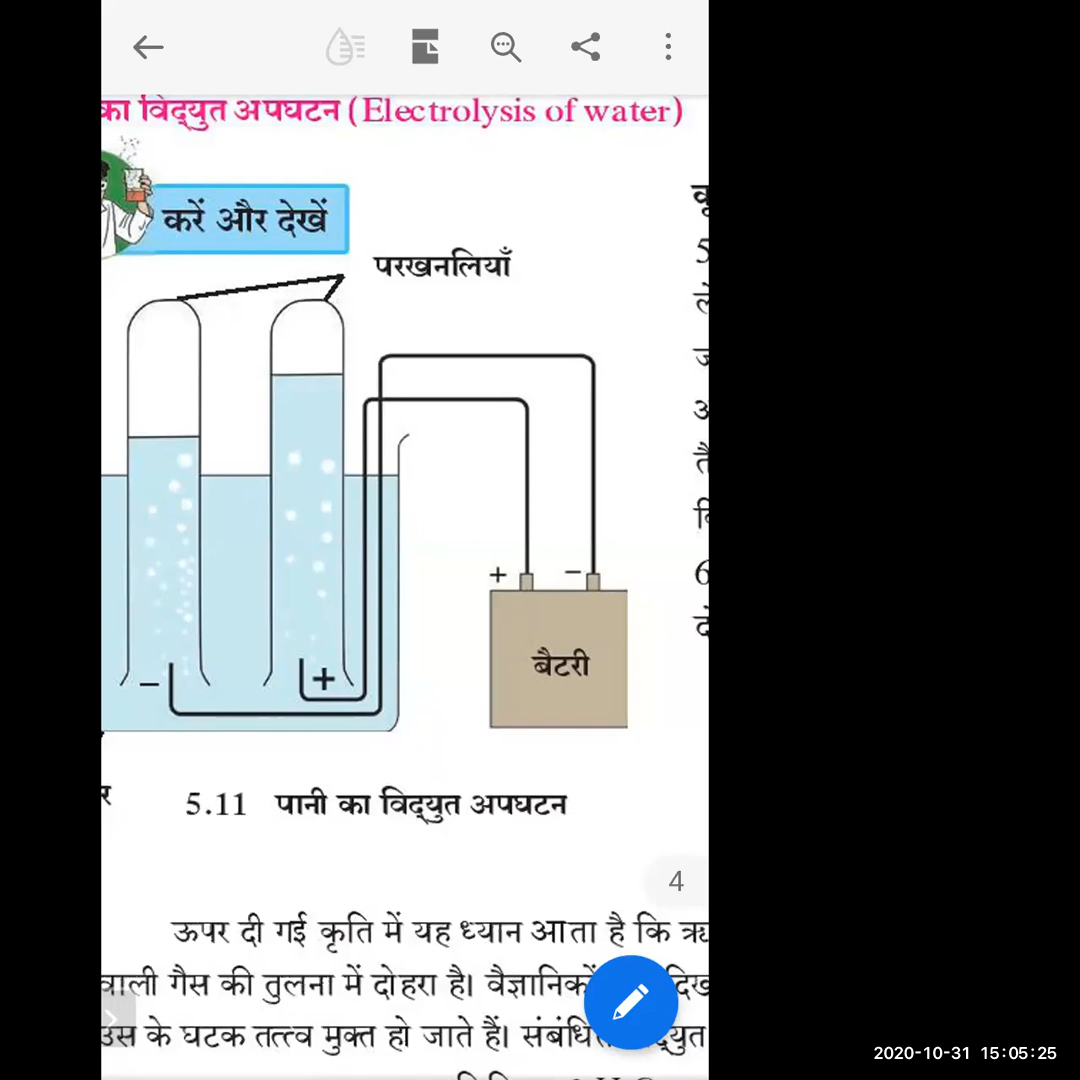 का विद्युत अपघटन (Electrolysis of water)
करें और देखें
परखनलियाँ
+ −
बैटरी
− +
5.11 पानी का विद्युत अपघटन
4
ऊपर दी गई कृति में यह ध्यान आता है कि
वाली गैस की तुलना में दोहरा है। वैज्ञानिकों
उस के घटक तत्त्व मुक्त हो जाते हैं।
2020-10-31 15:05:25